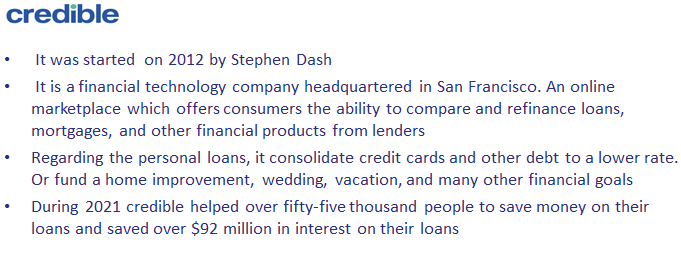 credible
• It was started on 2012 by Stephen Dash
• It is a financial technology company headquartered in San Francisco. An online
marketplace which offers consumers the ability to compare and refinance loans,
mortgages, and other financial products from lenders
• Regarding the personal loans, it consolidate credit cards and other debt to a lower rate.
Or fund a home improvement, wedding, vacation, and many other financial goals
• During 2021 credible helped over fifty-five thousand people to save money on their
loans and saved over $92 million in interest on their loans